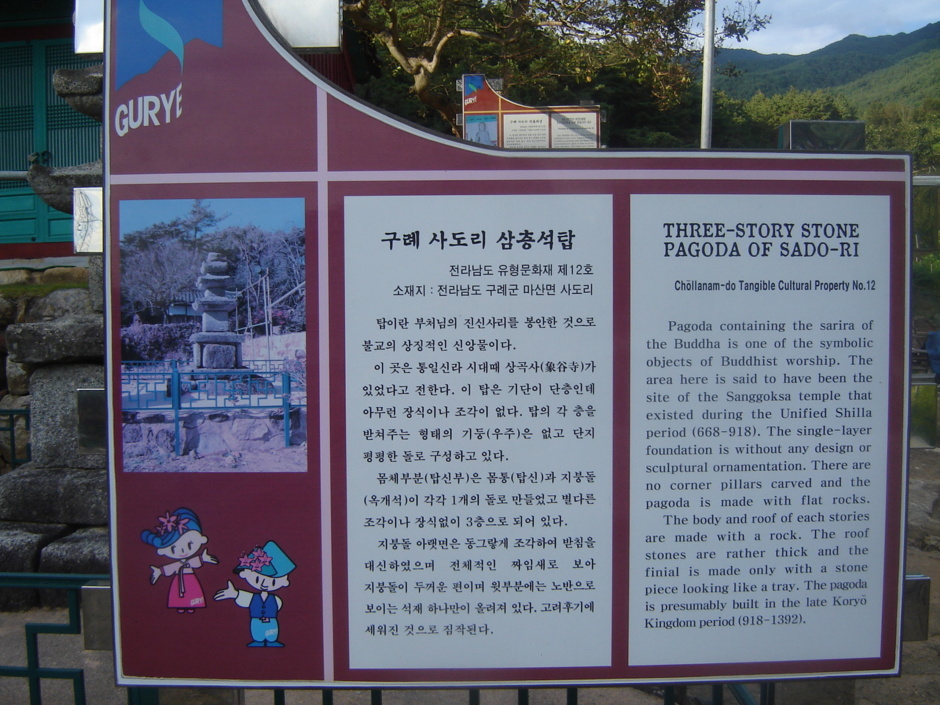 GURYE
구례 사도리 삼층석탑
전라남도 유형문화재 제12호
소재지 : 전라남도 구례군 마산면 사도리
탑이란 부처님의 진신사리를 봉안한 것으로
불교의 상징적인 신앙물이다.
이 곳은 통일신라 시대때 상곡사(象谷寺)가
있었다고 전한다. 이 탑은 기단이 단층인데
아무런 장식이나 조각이 없다. 탑의 각 층을
받쳐주는 형태의 기둥(우주)은 없고 단지
평평한 돌로 구성하고 있다.
몸체부분(탑신부)은 몸통(탑신)과 지붕돌
(옥개석)이 각각 1개의 돌로 만들었고 별다른
조각이나 장식없이 3층으로 되어 있다.
지붕돌 아랫면은 동그랗게 조각하여 받침을
대신하였으며 전체적인 짜임새로 보아
지붕돌이 두꺼운 편이며 윗부분에는 노반으로
보이는 석재 하나만이 올려져 있다. 고려후기에
세워진 것으로 짐작된다.
THREE-STORY STONE
PAGODA OF SADO-RI
Chŏllanam-do Tangible Cultural Property No.12
Pagoda containing the sarira of
the Buddha is one of the symbolic
objects of Buddhist worship. The
area here is said to have been the
site of the Sanggoksa temple that
existed during the Unified Shilla
period (668-918). The single-layer
foundation is without any design or
sculptural ornamentation. There are
no corner pillars carved and the
pagoda is made with flat rocks.
The body and roof of each stories
are made with a rock. The roof
stones are rather thick and the
finial is made only with a stone
piece looking like a tray. The pagoda
is presumably built in the late Koryŏ
Kingdom period (918-1392).